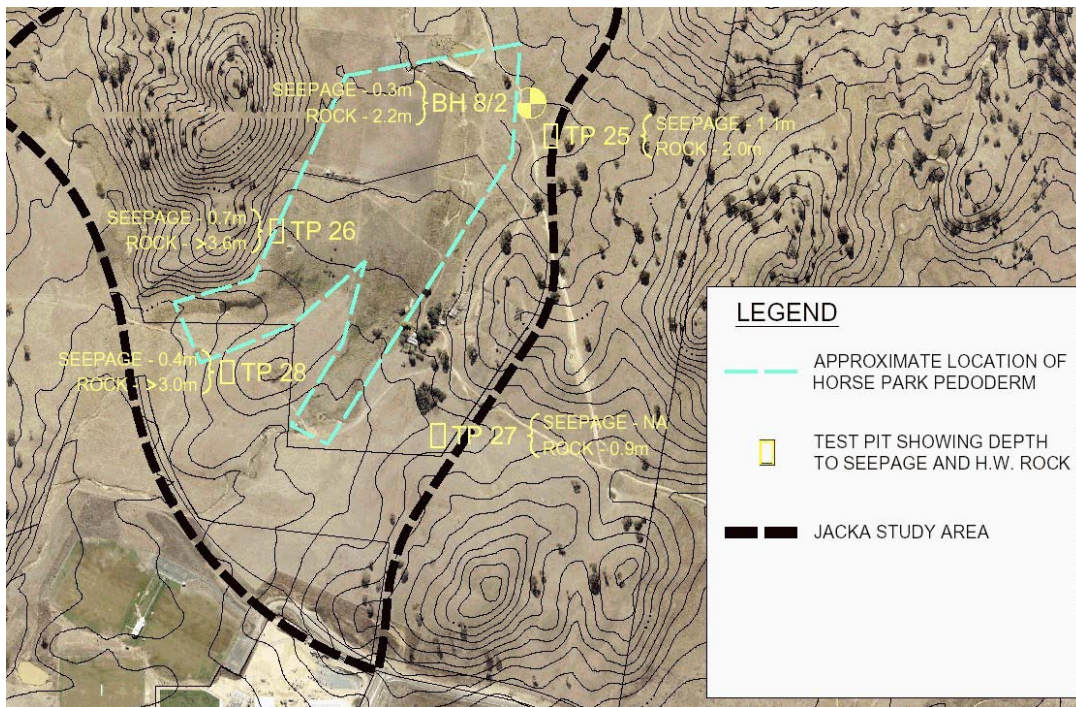 SEEPAGE - 0.3m
ROCK - 2.2m
BH 8/2
TP 25
SEEPAGE - 1.1m
ROCK - 2.0m
SEEPAGE - 0.7m
ROCK - >3.6m
TP 26
SEEPAGE - 0.4m
ROCK - >3.0m
TP 28
TP 27
SEEPAGE - NA
ROCK - 0.9m
LEGEND
APPROXIMATE LOCATION OF
HORSE PARK PEDODERM
TEST PIT SHOWING DEPTH
TO SEEPAGE AND H.W. ROCK
JACKA STUDY AREA